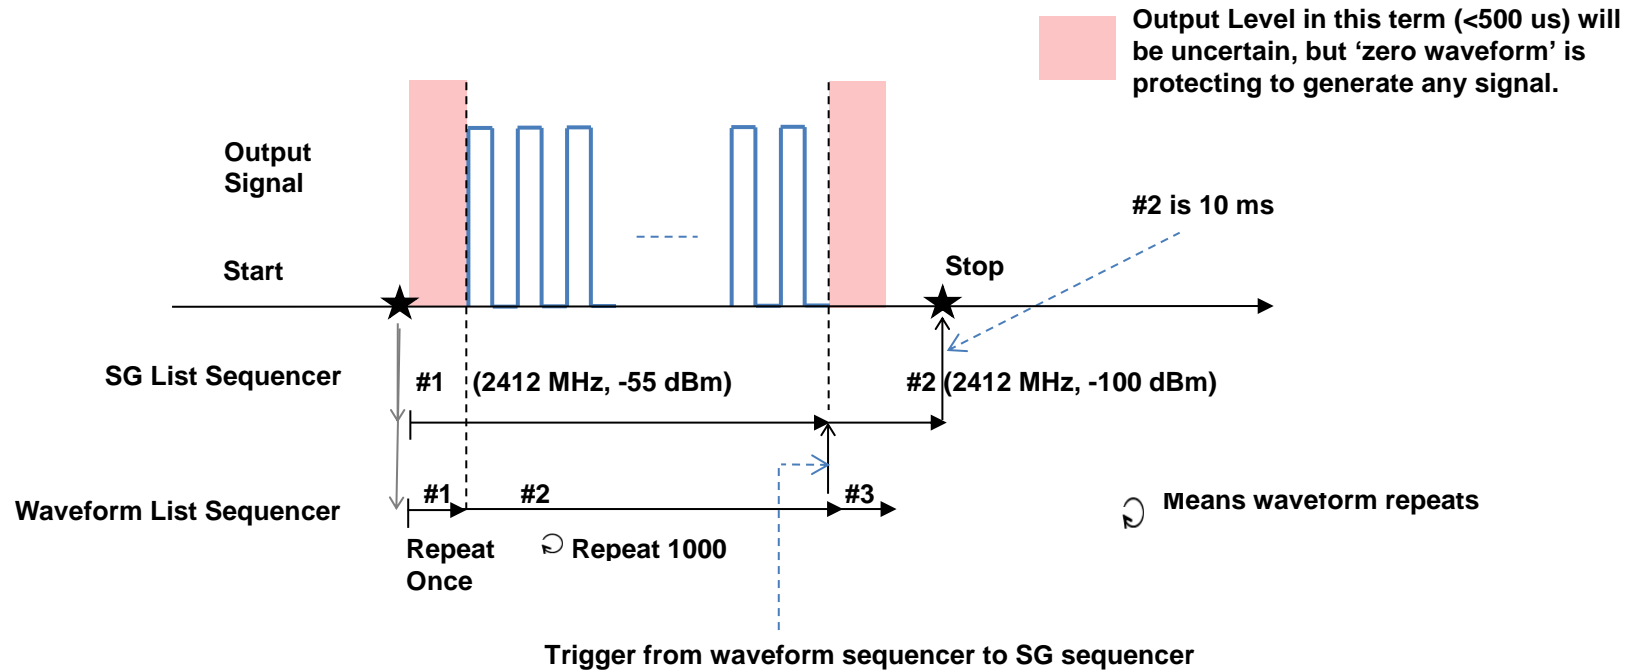 Output Level in this term (<500 us) will
be uncertain, but ‘zero waveform’ is
protecting to generate any signal.
Output
Signal
#2 is 10 ms
Start
Stop
SG List Sequencer
#1 (2412 MHz, -55 dBm)
#2 (2412 MHz, -100 dBm)
Waveform List Sequencer
#1
#2
#3
Means waveform repeats
Repeat
Once
Repeat 1000
Trigger from waveform sequencer to SG sequencer